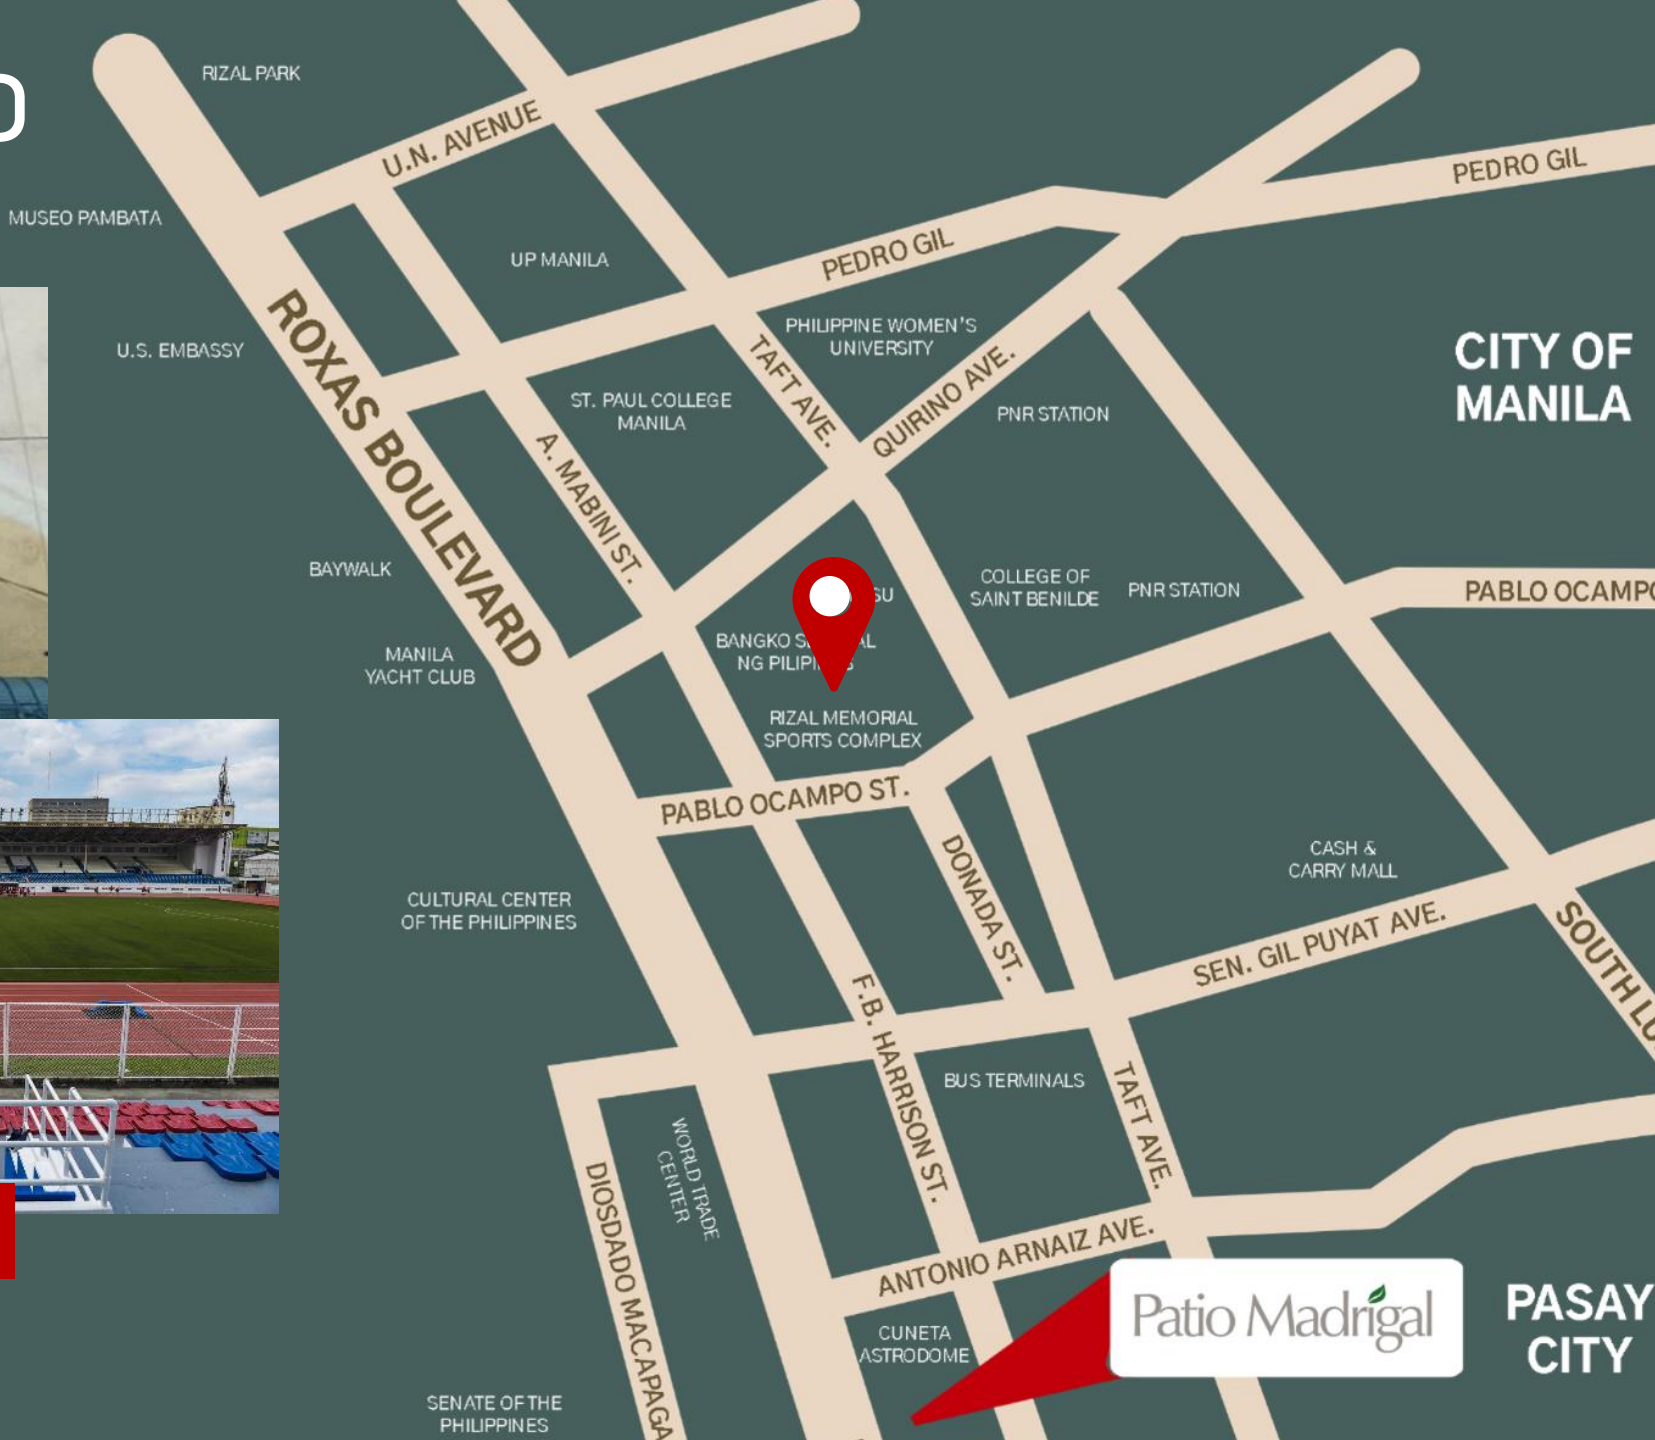 RIZAL PARK
U.N. AVENUE
PEDRO GIL
MUSEO PAMBATA
UP MANILA
PEDRO GIL
U.S. EMBASSY
ROXAS BOULEVARD
PHILIPPINE WOMEN'S
UNIVERSITY
TAFT AVE.
QUIRINO AVE.
CITY OF
MANILA
ST. PAUL COLLEGE
MANILA
PNR STATION
A. MABINI ST.
BAYWALK
COLLEGE OF
SAINT BENILDE
PNR STATION
PABLO OCAMPO
BANGKO
NG
MANILA
YACHT CLUB
RIZAL MEMORIAL
SPORTS COMPLEX
PABLO OCAMPO ST.
DONADA ST.
CASH &
CARRY MALL
CULTURAL CENTER
OF THE PHILIPPINES
SEN. GIL PUYAT AVE.
SOUTH
F.B. HARRISON ST.
BUS TERMINALS
TAFT AVE.
WORLD TRADE
CENTER
DIOSDADO MACAPAGA
ANTONIO ARNAIZ AVE.
Patio Madrigal
PASAY
CITY
CUNETA
ASTRODOME
SENATE OF THE
PHILIPPINES